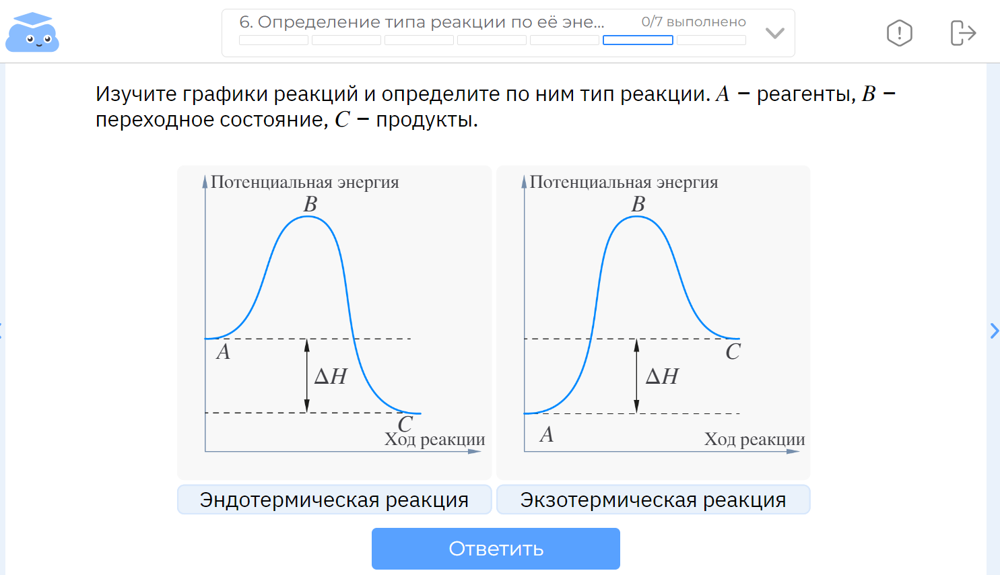 6. Определение типа реакции по её эне...
0/7 выполнено
Изучите графики реакций и определите по ним тип реакции. A – реагенты, B –
переходное состояние, C – продукты.
Потенциальная энергия
B
A
ΔH
C
Ход реакции
Потенциальная энергия
B
C
ΔH
A
Ход реакции
Эндотермическая реакция
Экзотермическая реакция
Ответить